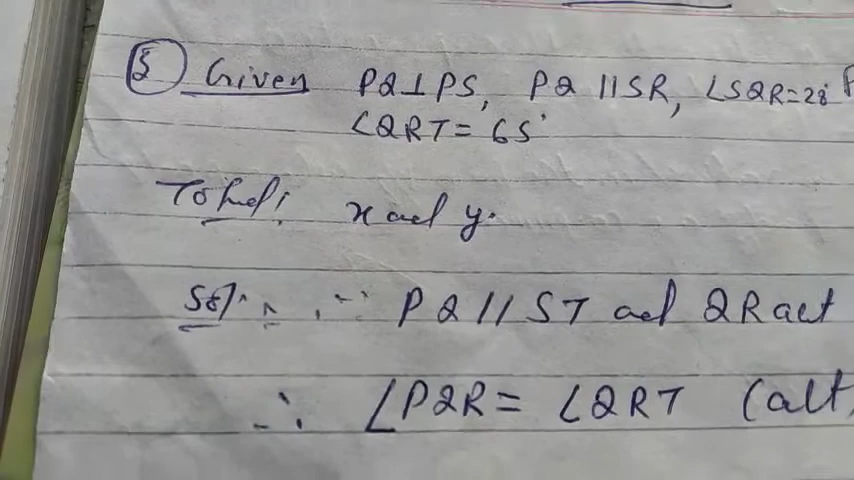 5 Given PQ⊥PS, PQ || SR, ∠SQR=28°
∠QRT = 65°
To find: x and y.
Sol. :- ∵ PQ // ST and QR act
∴ ∠PQR = ∠QRT (alt.